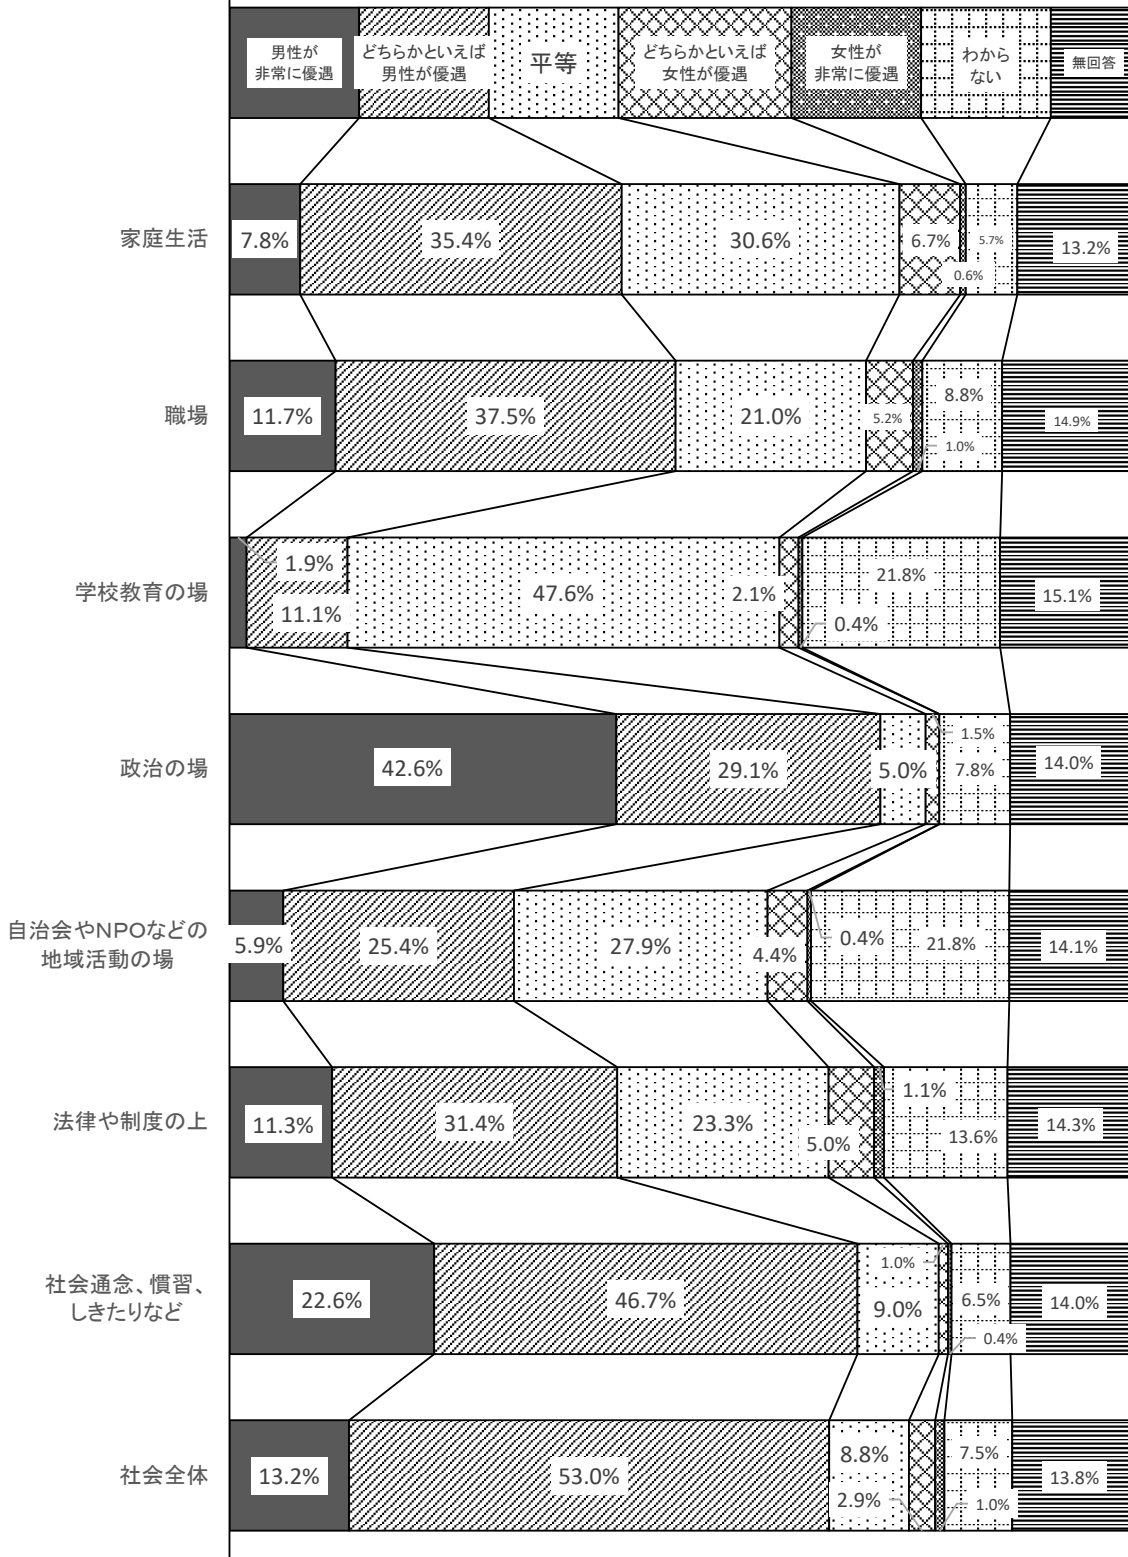 男性が
非常に優遇
どちらかといえば
男性が優遇
平等
どちらかといえば
女性が優遇
女性が
非常に優遇
わから
ない
無回答
家庭生活
7.8%
35.4%
30.6%
6.7%
0.6%
5.7%
13.2%
職場
11.7%
37.5%
21.0%
5.2%
1.0%
8.8%
14.9%
学校教育の場
1.9%
11.1%
47.6%
2.1%
0.4%
21.8%
15.1%
政治の場
42.6%
29.1%
5.0%
1.5%
7.8%
14.0%
自治会やNPOなどの
地域活動の場
5.9%
25.4%
27.9%
4.4%
0.4%
21.8%
14.1%
法律や制度の上
11.3%
31.4%
23.3%
5.0%
1.1%
13.6%
14.3%
社会通念、慣習、
しきたりなど
22.6%
46.7%
9.0%
1.0%
0.4%
6.5%
14.0%
社会全体
13.2%
53.0%
8.8%
2.9%
1.0%
7.5%
13.8%